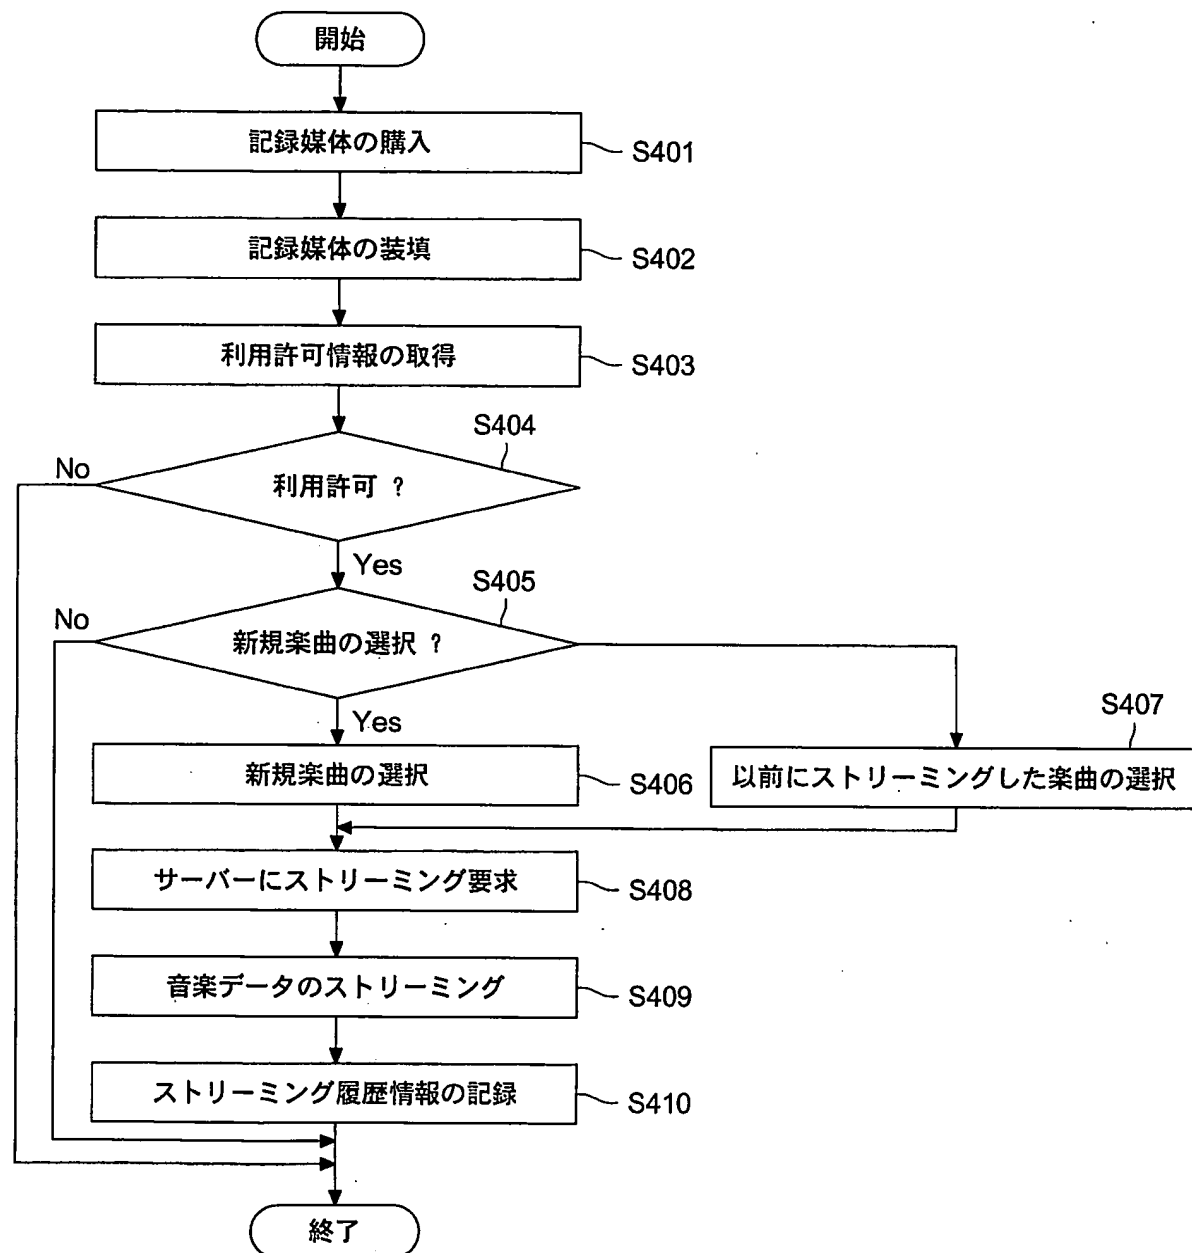 開始
記録媒体の購入
S401
記録媒体の装填
S402
利用許可情報の取得
S403
S404
No
利用許可 ?
Yes
S405
No
新規楽曲の選択 ?
Yes
S407
新規楽曲の選択
S406
以前にストリーミングした楽曲の選択
サーバーにストリーミング要求
S408
音楽データのストリーミング
S409
ストリーミング履歴情報の記録
S410
終了